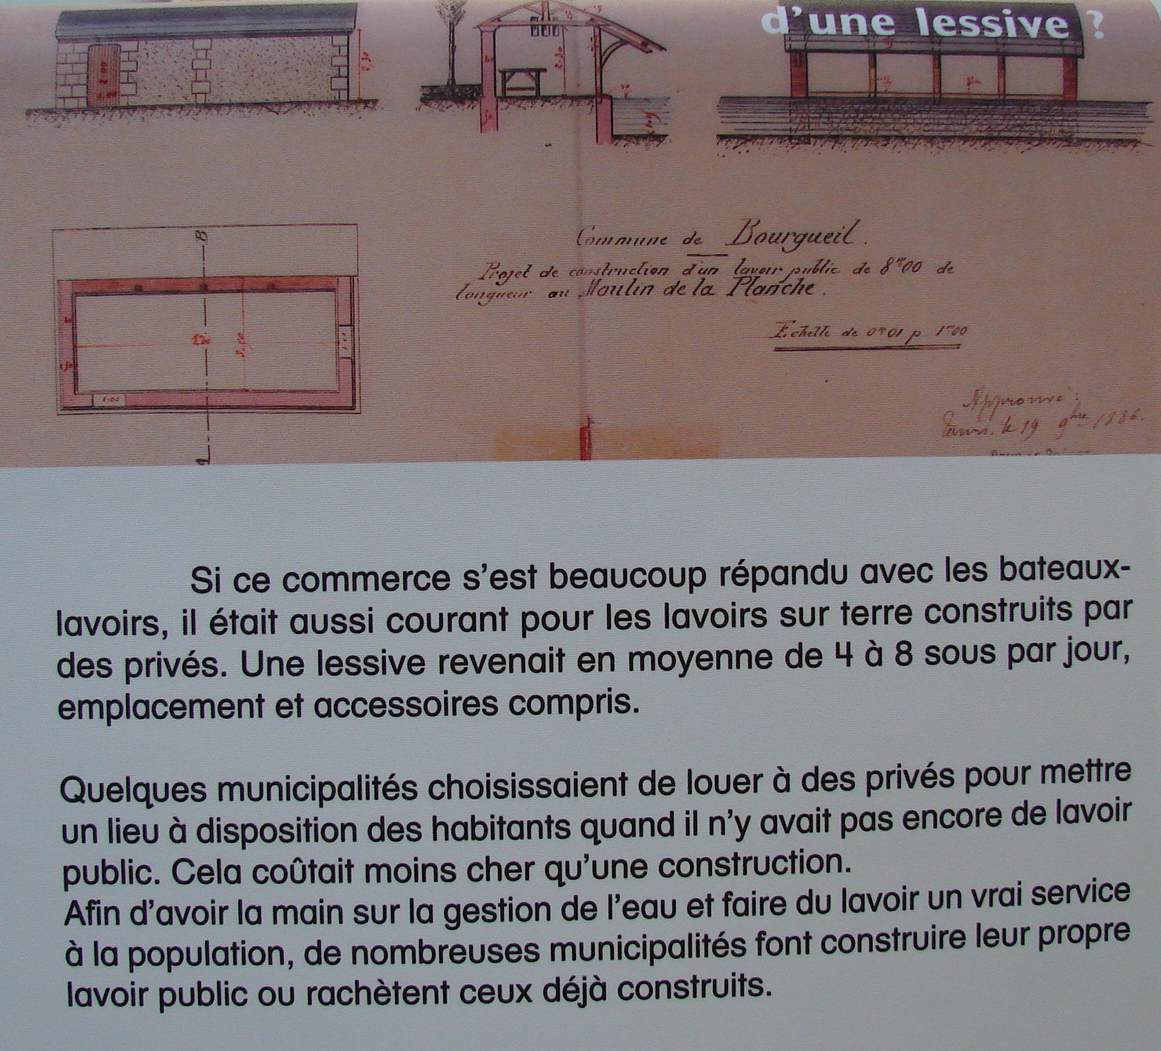 d'une lessive ?
Commune de Bourgueil.
Projet de construction d'un lavoir public de 8m00 de
longueur au Moulin de la Planche.
Echelle de 0m01 p 1m00
Approuvé :
le 19 9bre 1886.
B
Si ce commerce s'est beaucoup répandu avec les bateaux-
lavoirs, il était aussi courant pour les lavoirs sur terre construits par
des privés. Une lessive revenait en moyenne de 4 à 8 sous par jour,
emplacement et accessoires compris.
Quelques municipalités choisissaient de louer à des privés pour mettre
un lieu à disposition des habitants quand il n'y avait pas encore de lavoir
public. Cela coûtait moins cher qu'une construction.
Afin d'avoir la main sur la gestion de l'eau et faire du lavoir un vrai service
à la population, de nombreuses municipalités font construire leur propre
lavoir public ou rachètent ceux déjà construits.